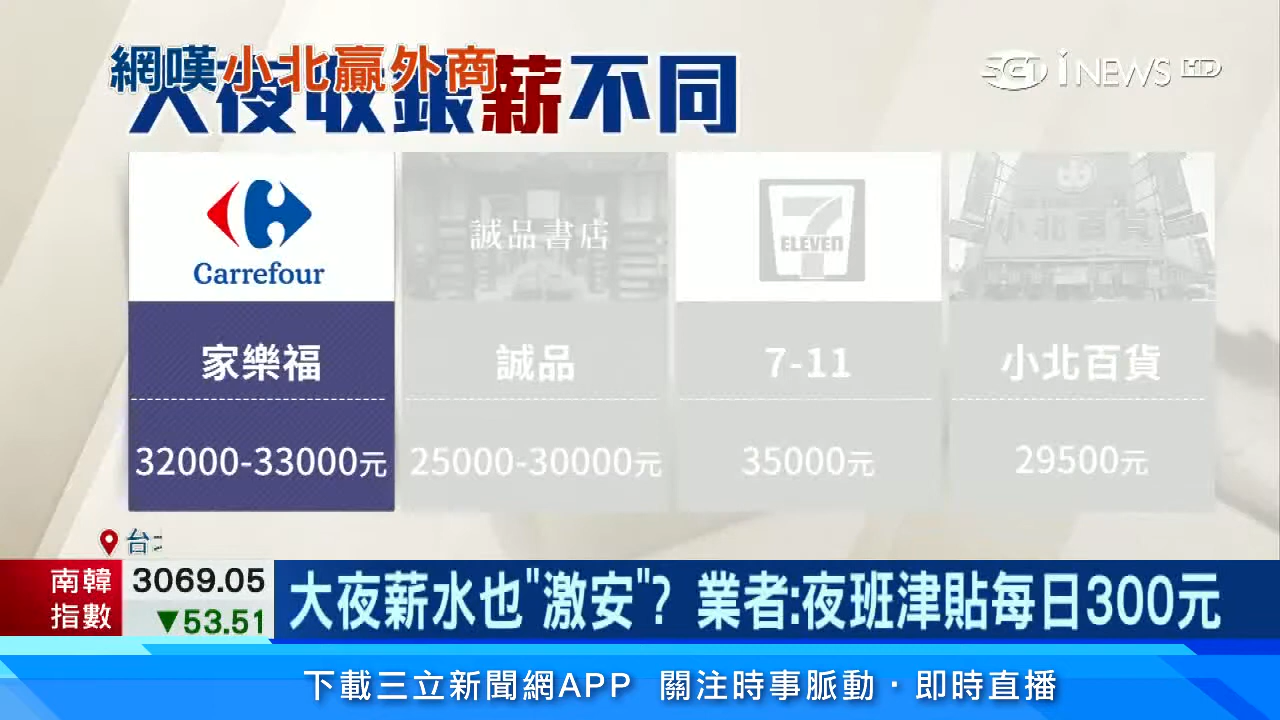 網嘆小北贏外商
大夜收銀薪不同
SET iNEWS HD
Carrefour
誠品書店
7
ELEVEN
小北百貨
家樂福
誠品
7-11
小北百貨
32000-33000元
25000-30000元
35000元
29500元
台
南韓
指數
3069.05
▼53.51
大夜薪水也"激安"? 業者:夜班津貼每日300元
下載三立新聞網APP 關注時事脈動・即時直播